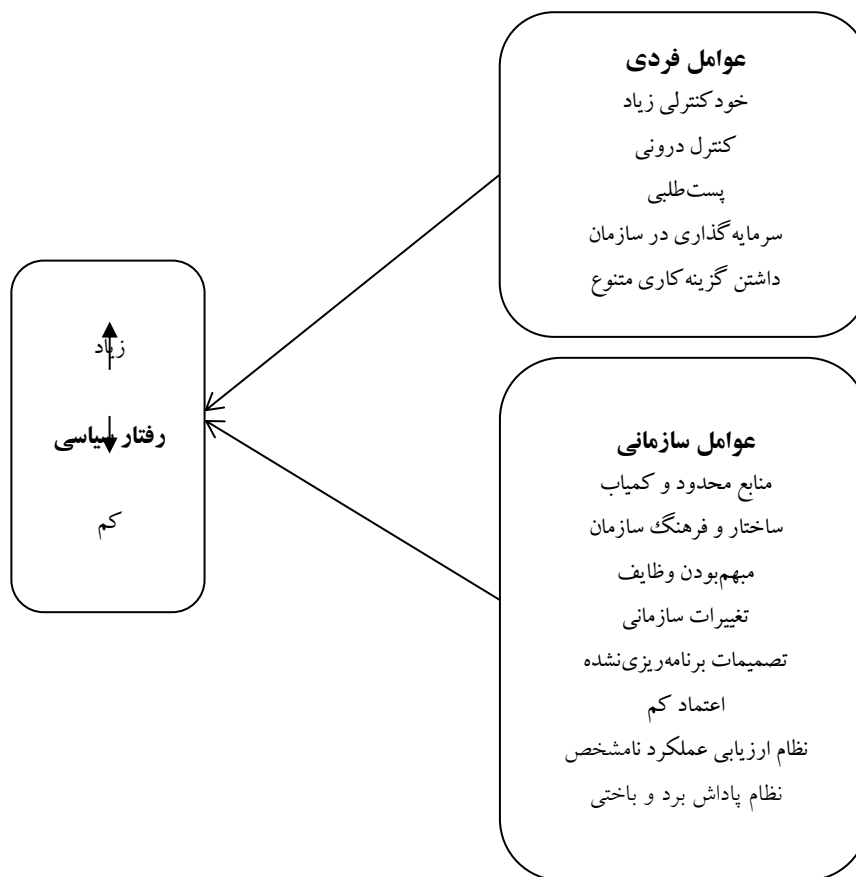 عوامل فردی
خودکنترلی زیاد
کنترل درونی
پست‌طلبی
سرمایه‌گذاری در سازمان
داشتن گزینه کاری متنوع
عوامل سازمانی
منابع محدود و کمیاب
ساختار و فرهنگ سازمان
مبهم‌بودن وظایف
تغییرات سازمانی
تصمیمات برنامه‌ریزی‌نشده
اعتماد کم
نظام ارزیابی عملکرد نامشخص
نظام پاداش برد و باختی
زیاد
رفتار سیاسی
کم